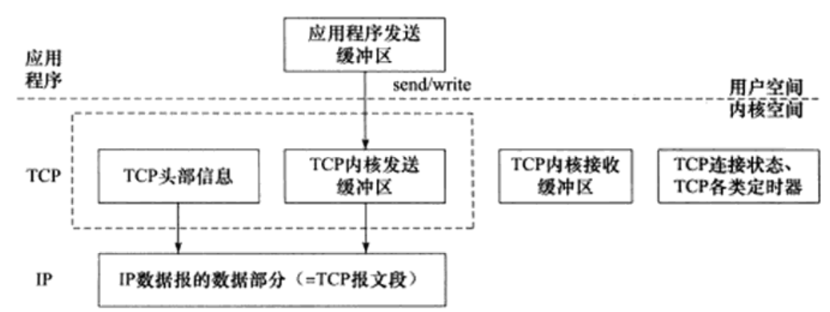 应用程序发送
缓冲区
应用
程序
send/write
用户空间
内核空间
TCP
TCP头部信息
TCP内核发送
缓冲区
TCP内核接收
缓冲区
TCP连接状态、
TCP各类定时器
IP
IP数据报的数据部分（=TCP报文段）